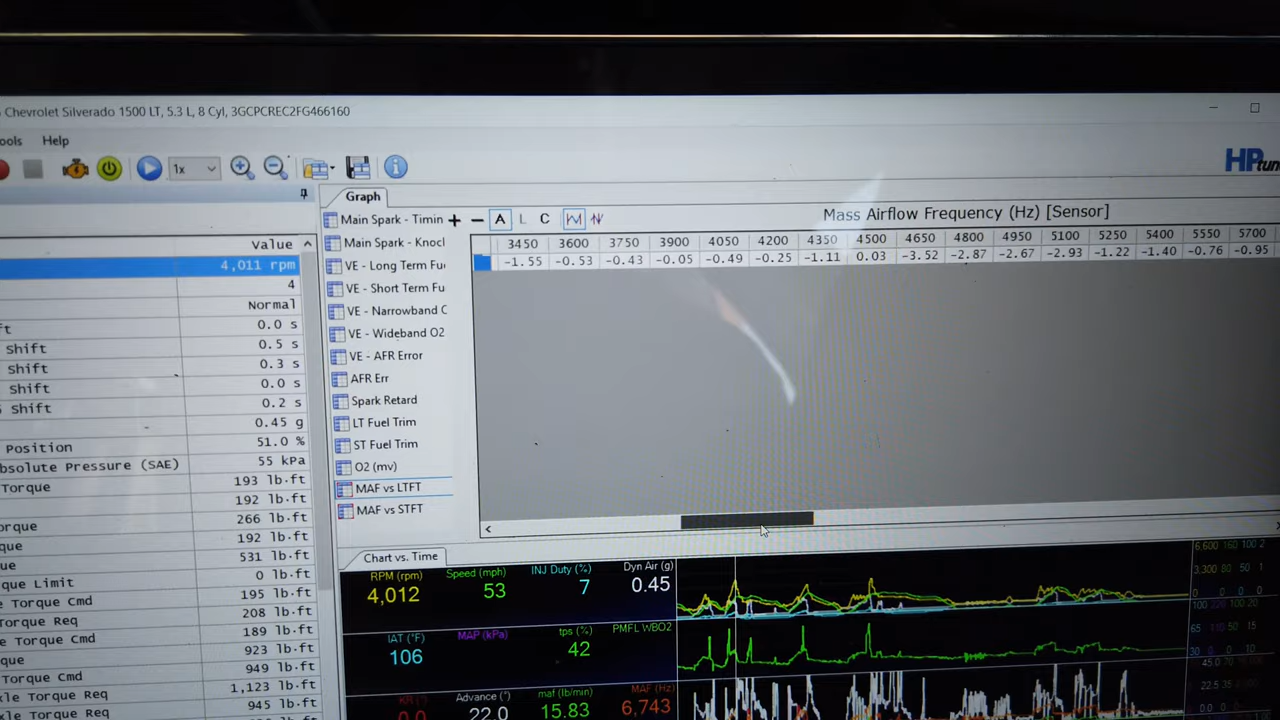 Chevrolet Silverado 1500 LT, 5.3 L, 8 Cyl, 3GCPCREC2FG466160
ools Help
1x
HP tun
Graph
Main Spark - Timin
Main Spark - Knocl
VE - Long Term Fu
VE - Short Term Fu
VE - Narrowband C
VE - Wideband O2
VE - AFR Error
AFR Err
Spark Retard
LT Fuel Trim
ST Fuel Trim
O2 (mv)
MAF vs LTFT
MAF vs STFT
A L C
Mass Airflow Frequency (Hz) [Sensor]
3450 3600 3750 3900 4050 4200 4350 4500 4650 4800 4950 5100 5250 5400 5550 5700
-1.55 -0.53 -0.43 -0.05 -0.49 -0.25 -1.11 0.03 -3.52 -2.87 -2.67 -2.93 -1.22 -1.40 -0.76 -0.95
Value
4,011 rpm
4
Normal
ft 0.0 s
Shift 0.5 s
Shift 0.3 s
Shift 0.0 s
Shift 0.2 s
0.45 g
Position 51.0 %
bsolute Pressure (SAE) 55 kPa
Torque 193 lb·ft
192 lb·ft
orque 266 lb·ft
que 192 lb·ft
ue 531 lb·ft
que Limit 0 lb·ft
e Torque Cmd 195 lb·ft
e Torque Req 208 lb·ft
ue Torque Cmd 189 lb·ft
que 923 lb·ft
que Cmd 949 lb·ft
kle Torque Req 1,123 lb·ft
rque Req 945 lb·ft
Chart vs. Time
RPM (rpm) Speed (mph) INJ Duty (%) Dyn Air (g)
4,012 53 7 0.45
IAT (°F) MAP (kPa) tps (%) PMFL WBO2
106 42
KR (°) Advance (°) maf (lb/min) MAF (Hz)
0.0 22.0 15.83 6,743